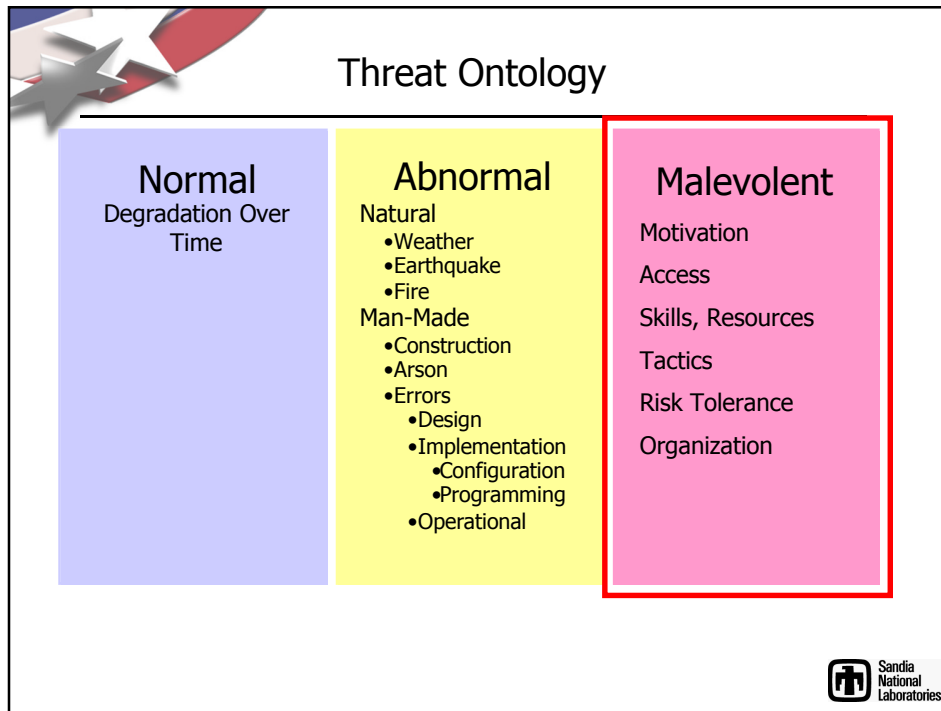 Threat Ontology
Normal
Degradation Over
Time
Abnormal
Natural
•Weather
•Earthquake
•Fire
Man-Made
•Construction
•Arson
•Errors
•Design
•Implementation
•Configuration
•Programming
•Operational
Malevolent
Motivation
Access
Skills, Resources
Tactics
Risk Tolerance
Organization
Sandia
National
Laboratories